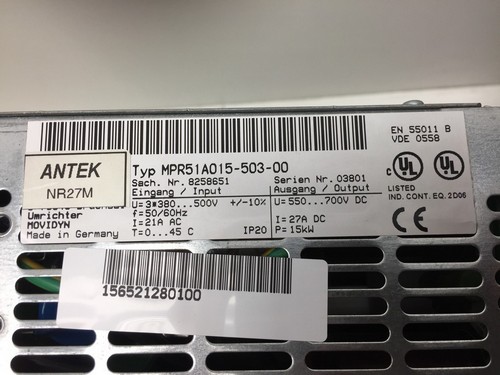 EN 55011 B
VDE 0558
ANTEK
NR27M
Typ MPR51A015-503-00
Sach. Nr. 8258651
Serien Nr. 03801
Eingang / Input
Ausgang / Output
U=3*380...500V +/-10%
U=550...700V DC
f=50/60Hz
I=21A AC
I=27A DC
T=0...45 C
IP20
P=15kW
Umrichter
MOVIDYN
Made in Germany
UL
UL
LISTED
IND. CONT. EQ. 2D06
156521280100